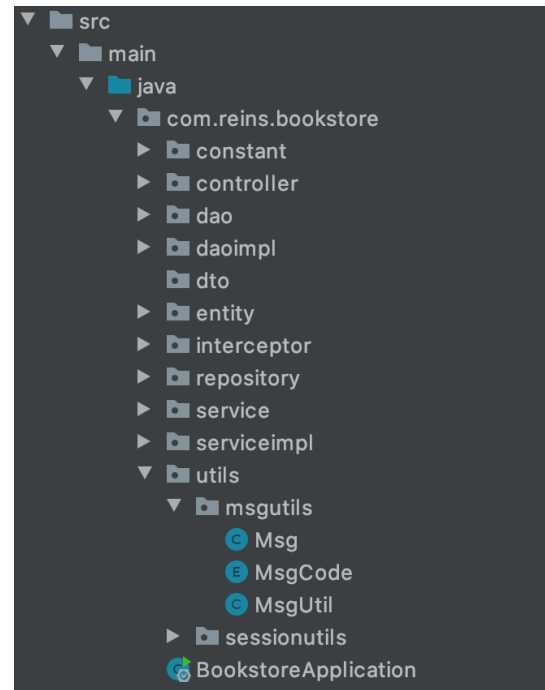 src
main
java
com.reins.bookstore
constant
controller
dao
daoimpl
dto
entity
interceptor
repository
service
serviceimpl
utils
msgutils
C Msg
E MsgCode
C MsgUtil
sessionutils
BookstoreApplication